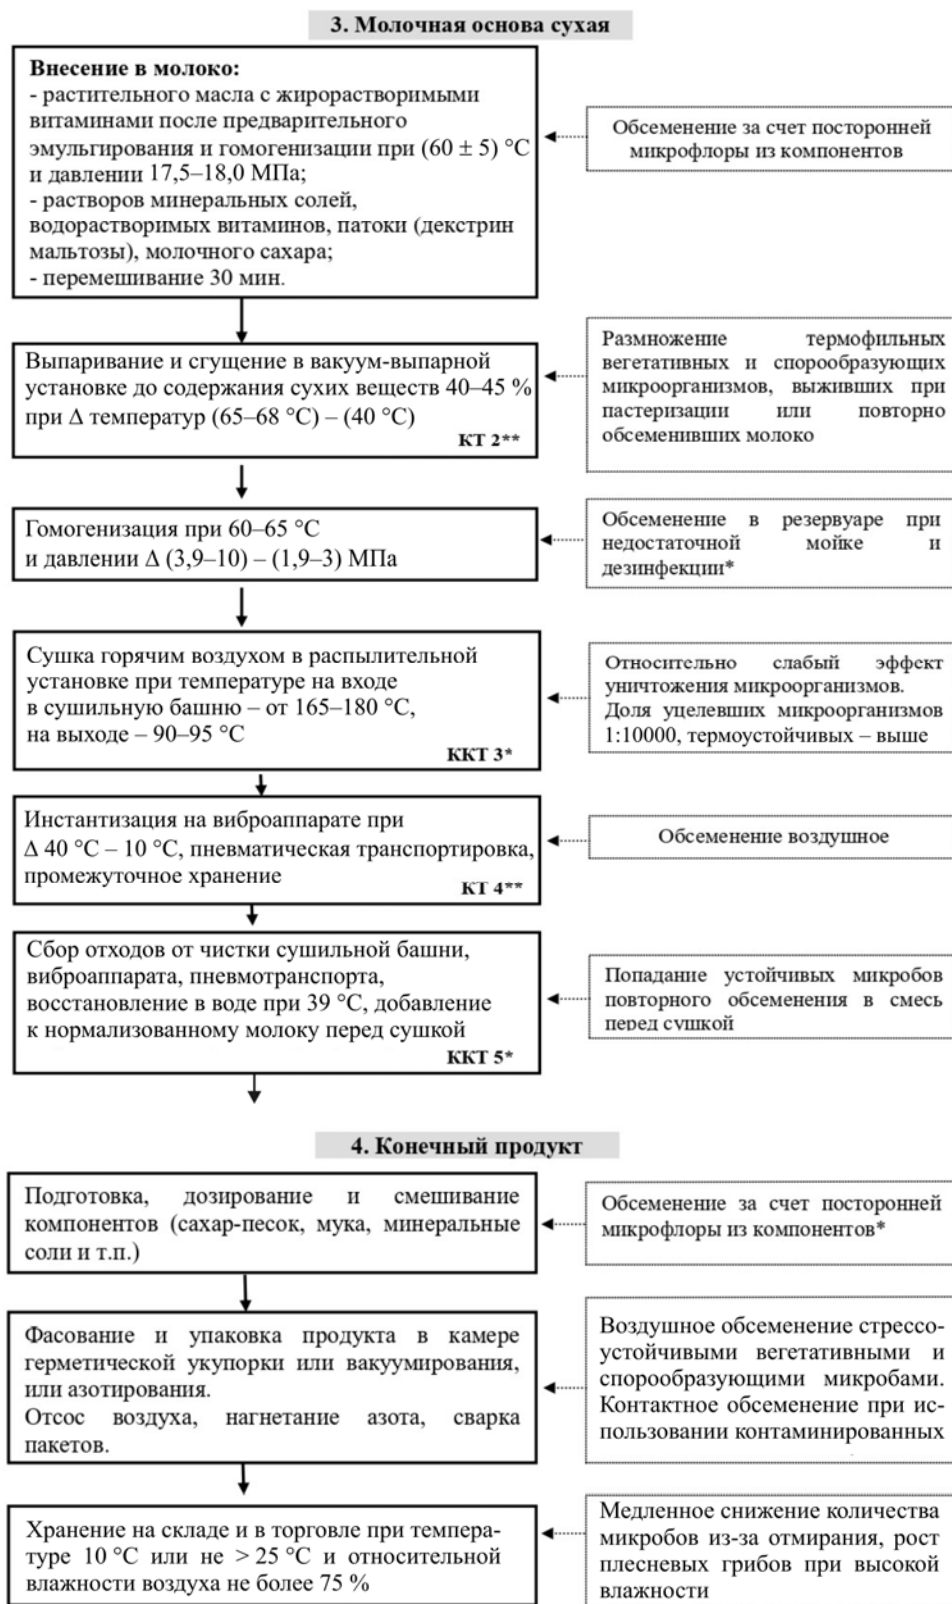 3. Молочная основа сухая
Внесение в молоко:
- растительного масла с жирорастворимыми
витаминами после предварительного
эмульгирования и гомогенизации при (60 ± 5) °С
и давлении 17,5–18,0 МПа;
- растворов минеральных солей,
водорастворимых витаминов, патоки (декстрин
мальтозы), молочного сахара;
- перемешивание 30 мин.
Обсеменение за счет посторонней
микрофлоры из компонентов
Выпаривание и сгущение в вакуум-выпарной
установке до содержания сухих веществ 40–45 %
при Δ температур (65–68 °С) – (40 °С)
КТ 2**
Размножение термофильных
вегетативных и спорообразующих
микроорганизмов, выживших при
пастеризации или повторно
обсеменивших молоко
Гомогенизация при 60–65 °С
и давлении Δ (3,9–10) – (1,9–3) МПа
Обсеменение в резервуаре при
недостаточной мойке и
дезинфекции*
Сушка горячим воздухом в распылительной
установке при температуре на входе
в сушильную башню – от 165–180 °С,
на выходе – 90–95 °С
ККТ 3*
Относительно слабый эффект
уничтожения микроорганизмов.
Доля уцелевших микроорганизмов
1:10000, термоустойчивых – выше
Инстантизация на виброаппарате при
Δ 40 °С – 10 °С, пневматическая транспортировка,
промежуточное хранение
КТ 4**
Обсеменение воздушное
Сбор отходов от чистки сушильной башни,
виброаппарата, пневмотранспорта,
восстановление в воде при 39 °С, добавление
к нормализованному молоку перед сушкой
ККТ 5*
Попадание устойчивых микробов
повторного обсеменения в смесь
перед сушкой
4. Конечный продукт
Подготовка, дозирование и смешивание
компонентов (сахар-песок, мука, минеральные
соли и т.п.)
Обсеменение за счет посторонней
микрофлоры из компонентов*
Фасование и упаковка продукта в камере
герметической укупорки или вакуумирования,
или азотирования.
Отсос воздуха, нагнетание азота, сварка
пакетов.
Воздушное обсеменение стрессо-
устойчивыми вегетативными и
спорообразующими микробами.
Контактное обсеменение при ис-
пользовании контаминированных
Хранение на складе и в торговле при темпера-
туре 10 °С или не > 25 °С и относительной
влажности воздуха не более 75 %
Медленное снижение количества
микробов из-за отмирания, рост
плесневых грибов при высокой
влажности